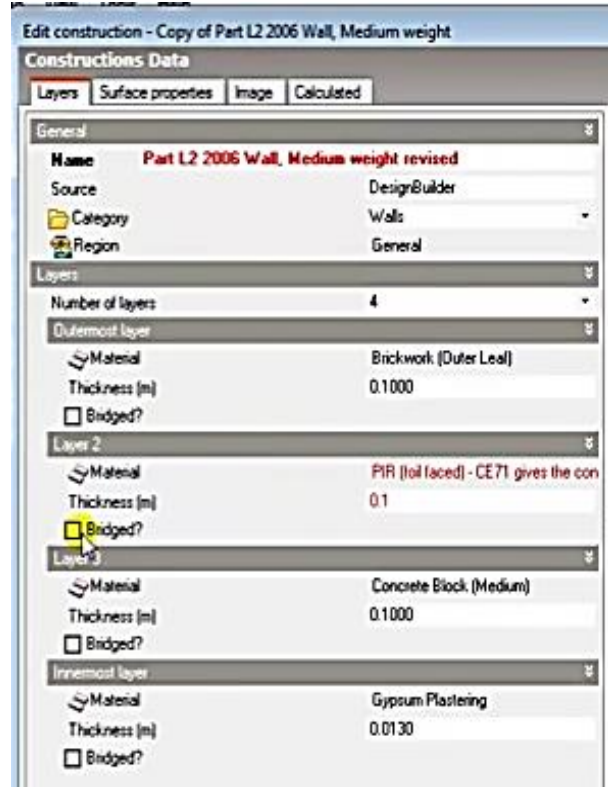 Edit construction - Copy of Part L2 2006 Wall, Medium weight
Constructions Data
Layers Surface properties Image Calculated
General
Name Part L2 2006 Wall, Medium weight revised
Source DesignBuilder
Category Walls
Region General
Layers
Number of layers 4
Outermost layer
Material Brickwork (Outer Leaf)
Thickness (m) 0.1000
Bridged?
Layer 2
Material PIR (foil faced) - CE71 gives the con
Thickness (m) 0.1
Bridged?
Layer 3
Material Concrete Block (Medium)
Thickness (m) 0.1000
Bridged?
Innermost layer
Material Gypsum Plastering
Thickness (m) 0.0130
Bridged?